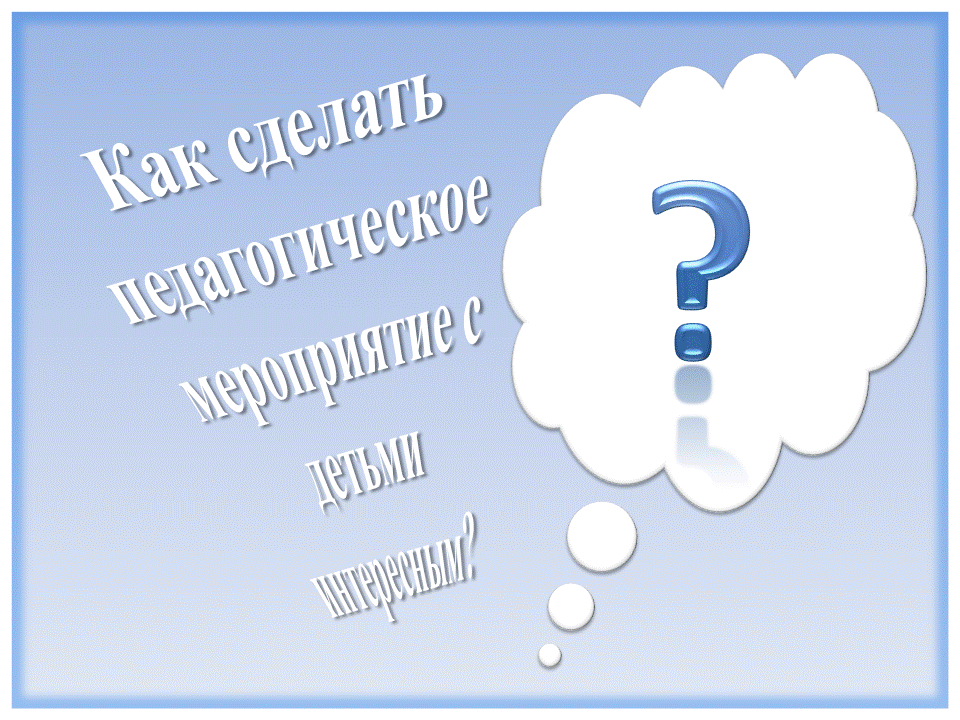 Как сделать
педагогическое
мероприятие с
детьми
интересным?
?